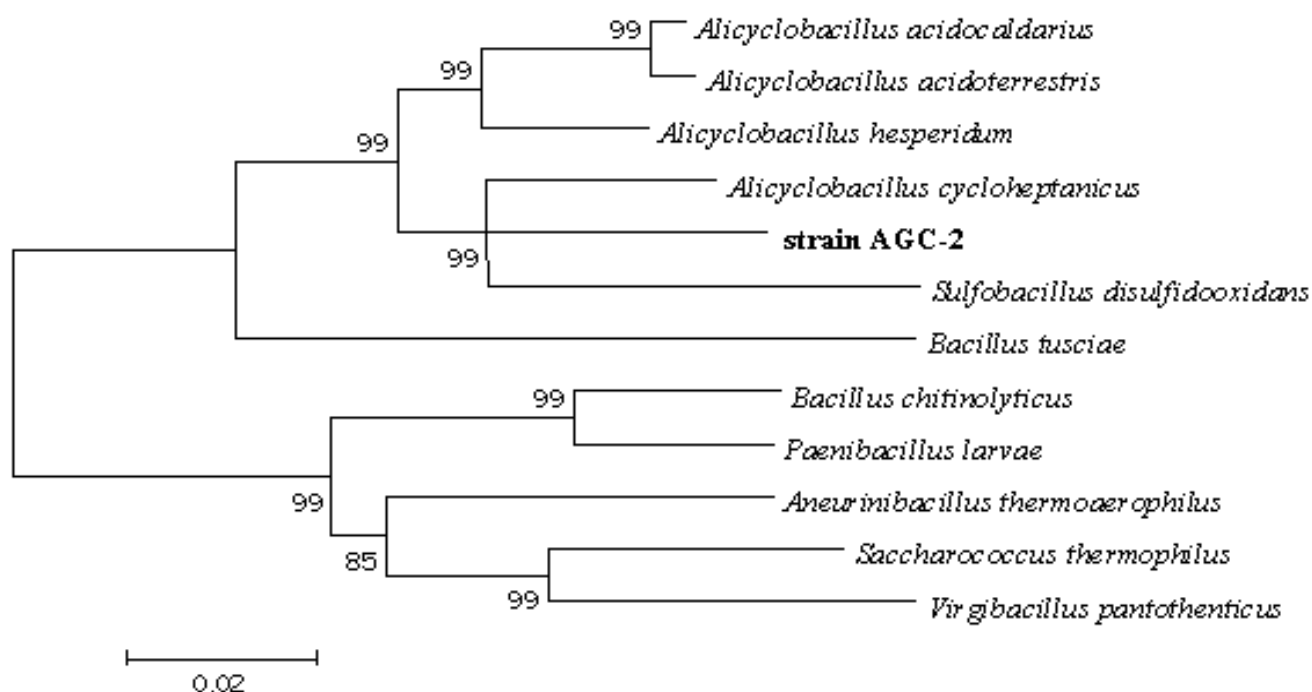 99 Alicyclobacillus acidocaldarius
99 Alicyclobacillus acidoterrestris
Alicyclobacillus hesperidum
99
Alicyclobacillus cycloheptanicus
strain AGC-2
99
Sulfobacillus disulfidooxidans
Bacillus tusciae
99 Bacillus chitinolyticus
Paenibacillus larvae
99 Aneurinibacillus thermoaerophilus
85 Saccharococcus thermophilus
99 Virgibacillus pantothenticus
0.02